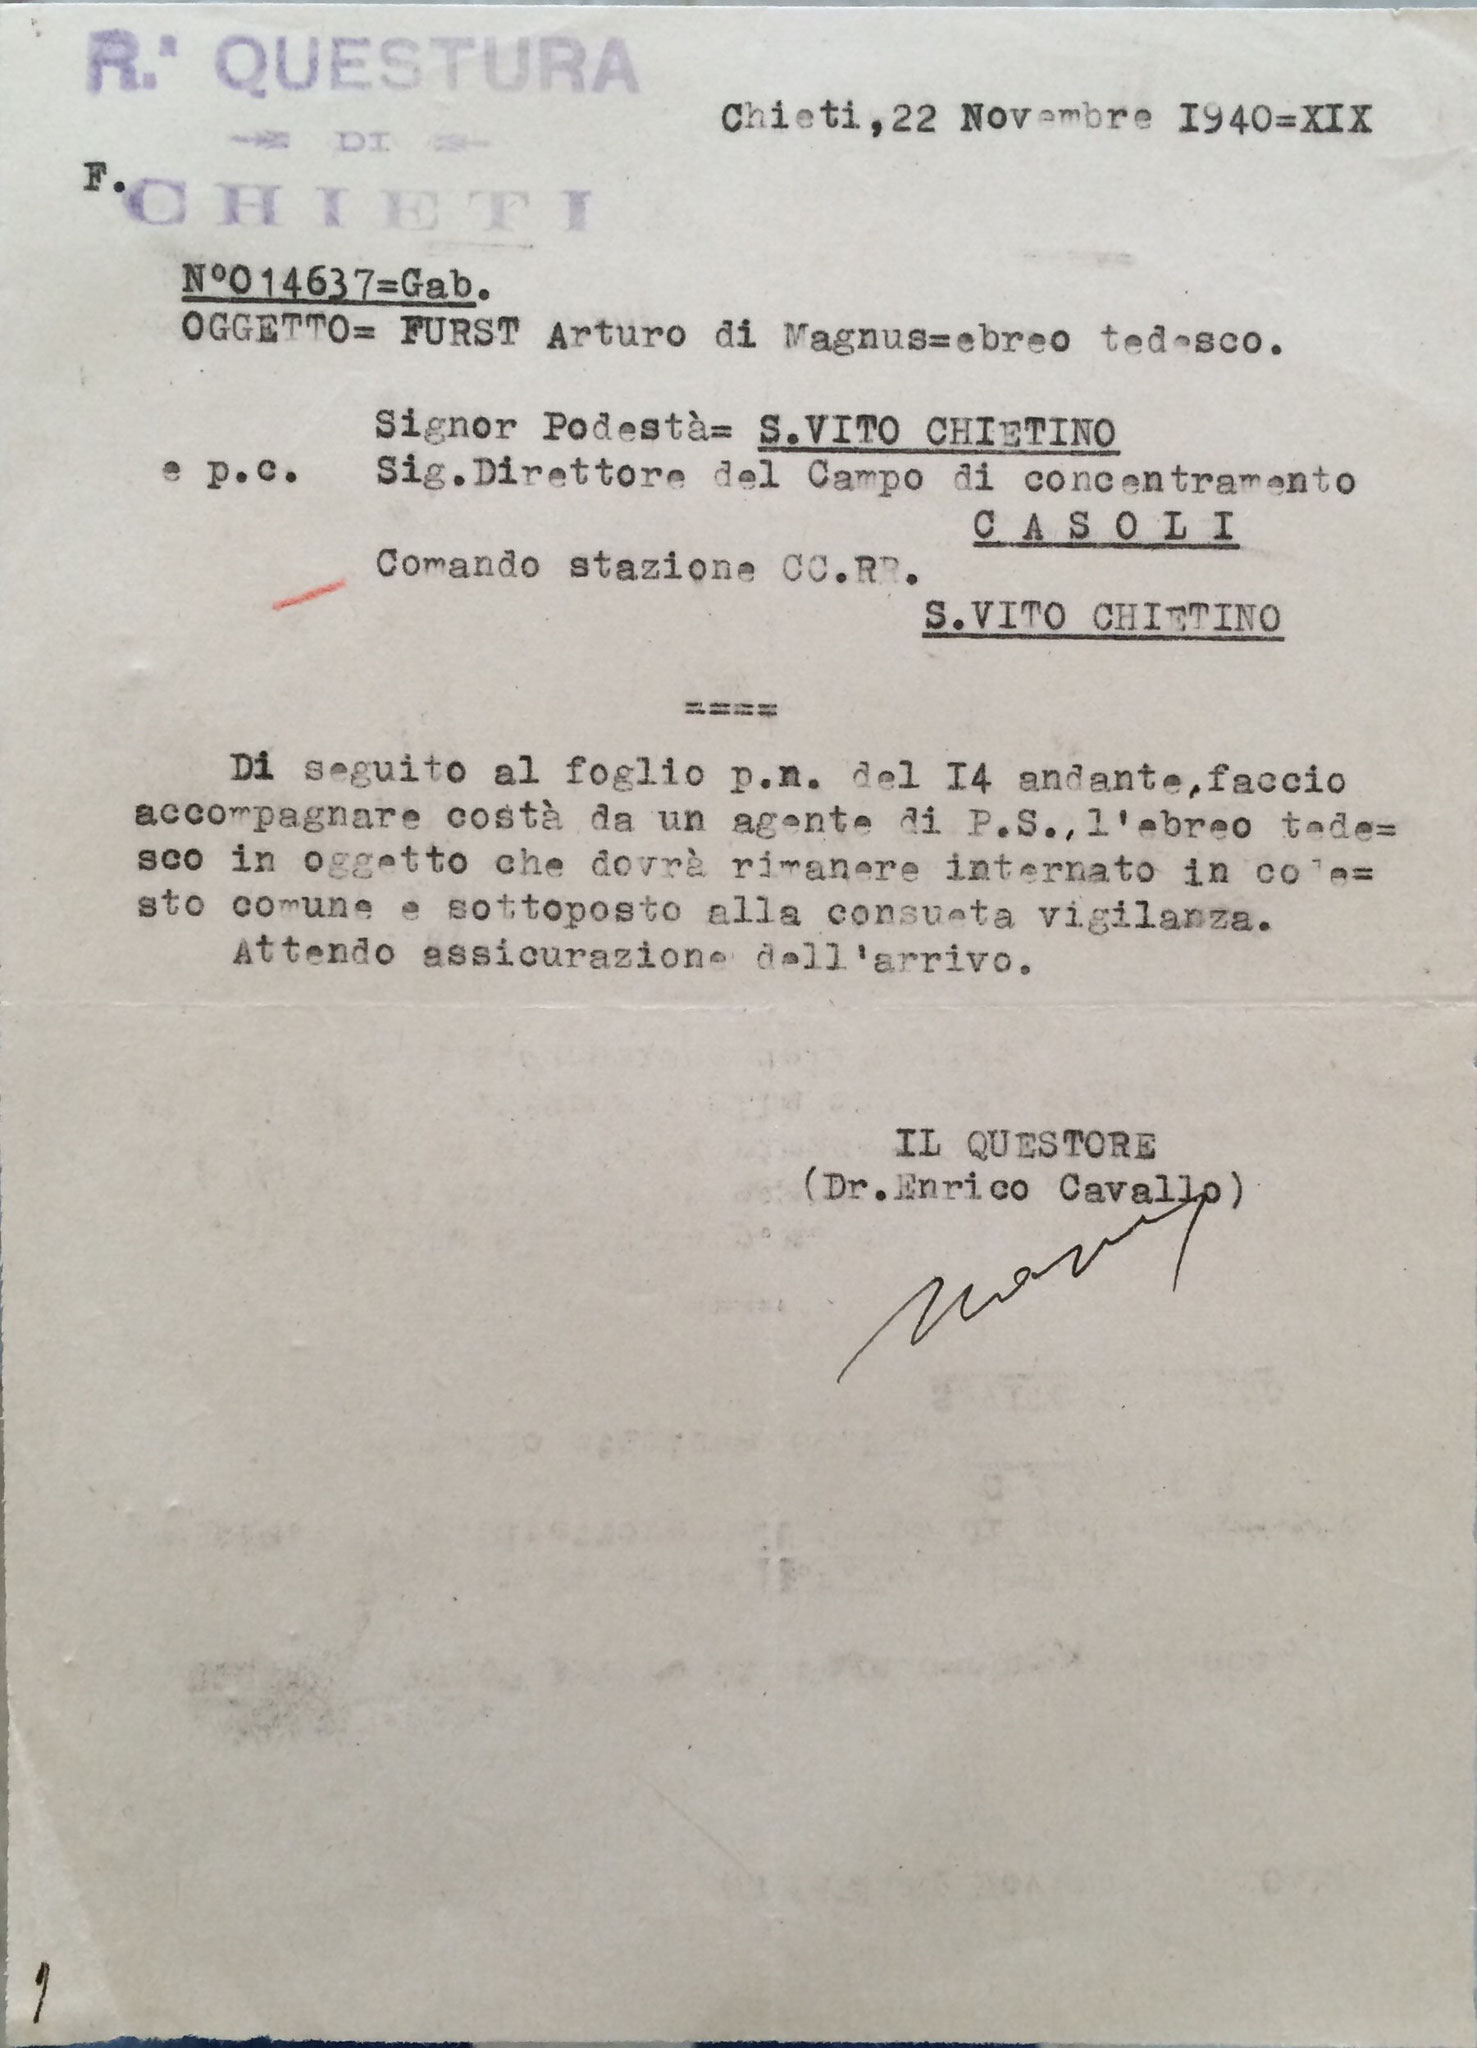 R.ª QUESTURA
DI
CHIETI
Chieti,22 Novembre I940=XIX
F.
N°014637=Gab.
OGGETTO= FURST Arturo di Magnus=ebreo tedesco.
Signor Podestà= S.VITO CHIETINO
e p.c. Sig.Direttore del Campo di concentramento
C A S O L I
Comando stazione CC.RR.
S.VITO CHIETINO
====
Di seguito al foglio p.n. del I4 andante,faccio
accompagnare costà da un agente di P.S.,l'ebreo tede=
sco in oggetto che dovrà rimanere internato in code=
sto comune e sottoposto alla consueta vigilanza.
Attendo assicurazione dell'arrivo.
IL QUESTORE
(Dr.Enrico Cavallo)